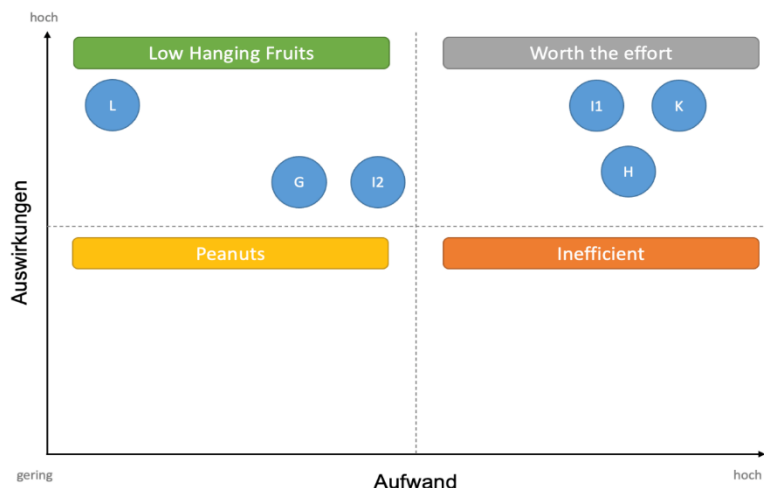 hoch
Low Hanging Fruits
Worth the effort
L
I1
K
G
I2
H
Auswirkungen
Peanuts
Inefficient
gering
Aufwand
hoch